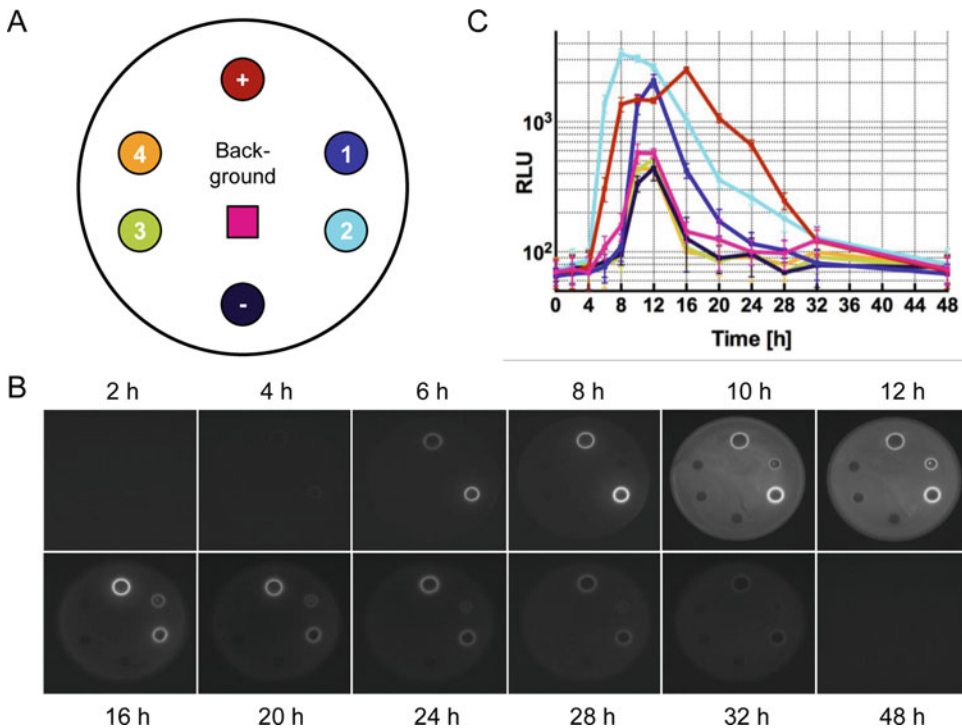 A
+
4
1
Back-
ground
3
2
-
C
RLU
10³
10²
0 4 8 12 16 20 24 28 32 36 40 44 48
Time [h]
B
2 h 4 h 6 h 8 h 10 h 12 h
16 h 20 h 24 h 28 h 32 h 48 h